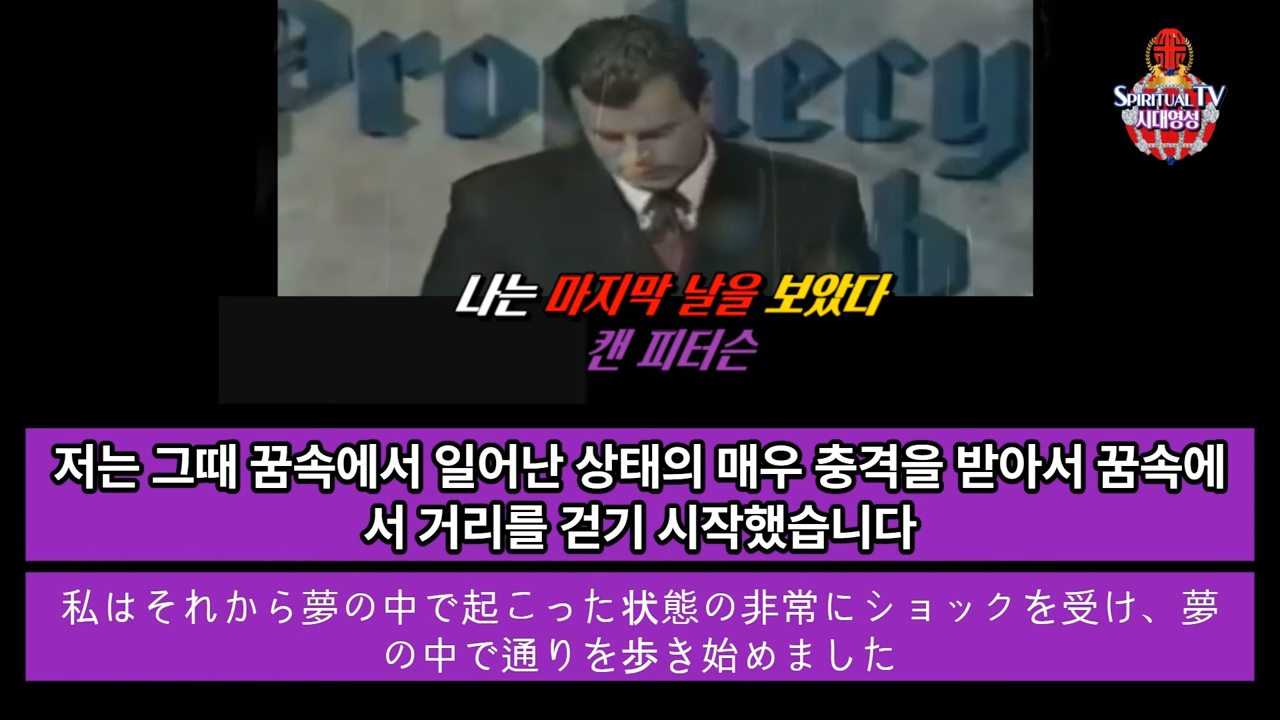 Prophecy
SPIRITUAL TV
시대영성
나는 마지막 날을 보았다
캔 피터슨
저는 그때 꿈속에서 일어난 상태의 매우 충격을 받아서 꿈속에
서 거리를 걷기 시작했습니다
私はそれから夢の中で起こった状態の非常にショックを受け、夢
の中で通りを歩き始めました